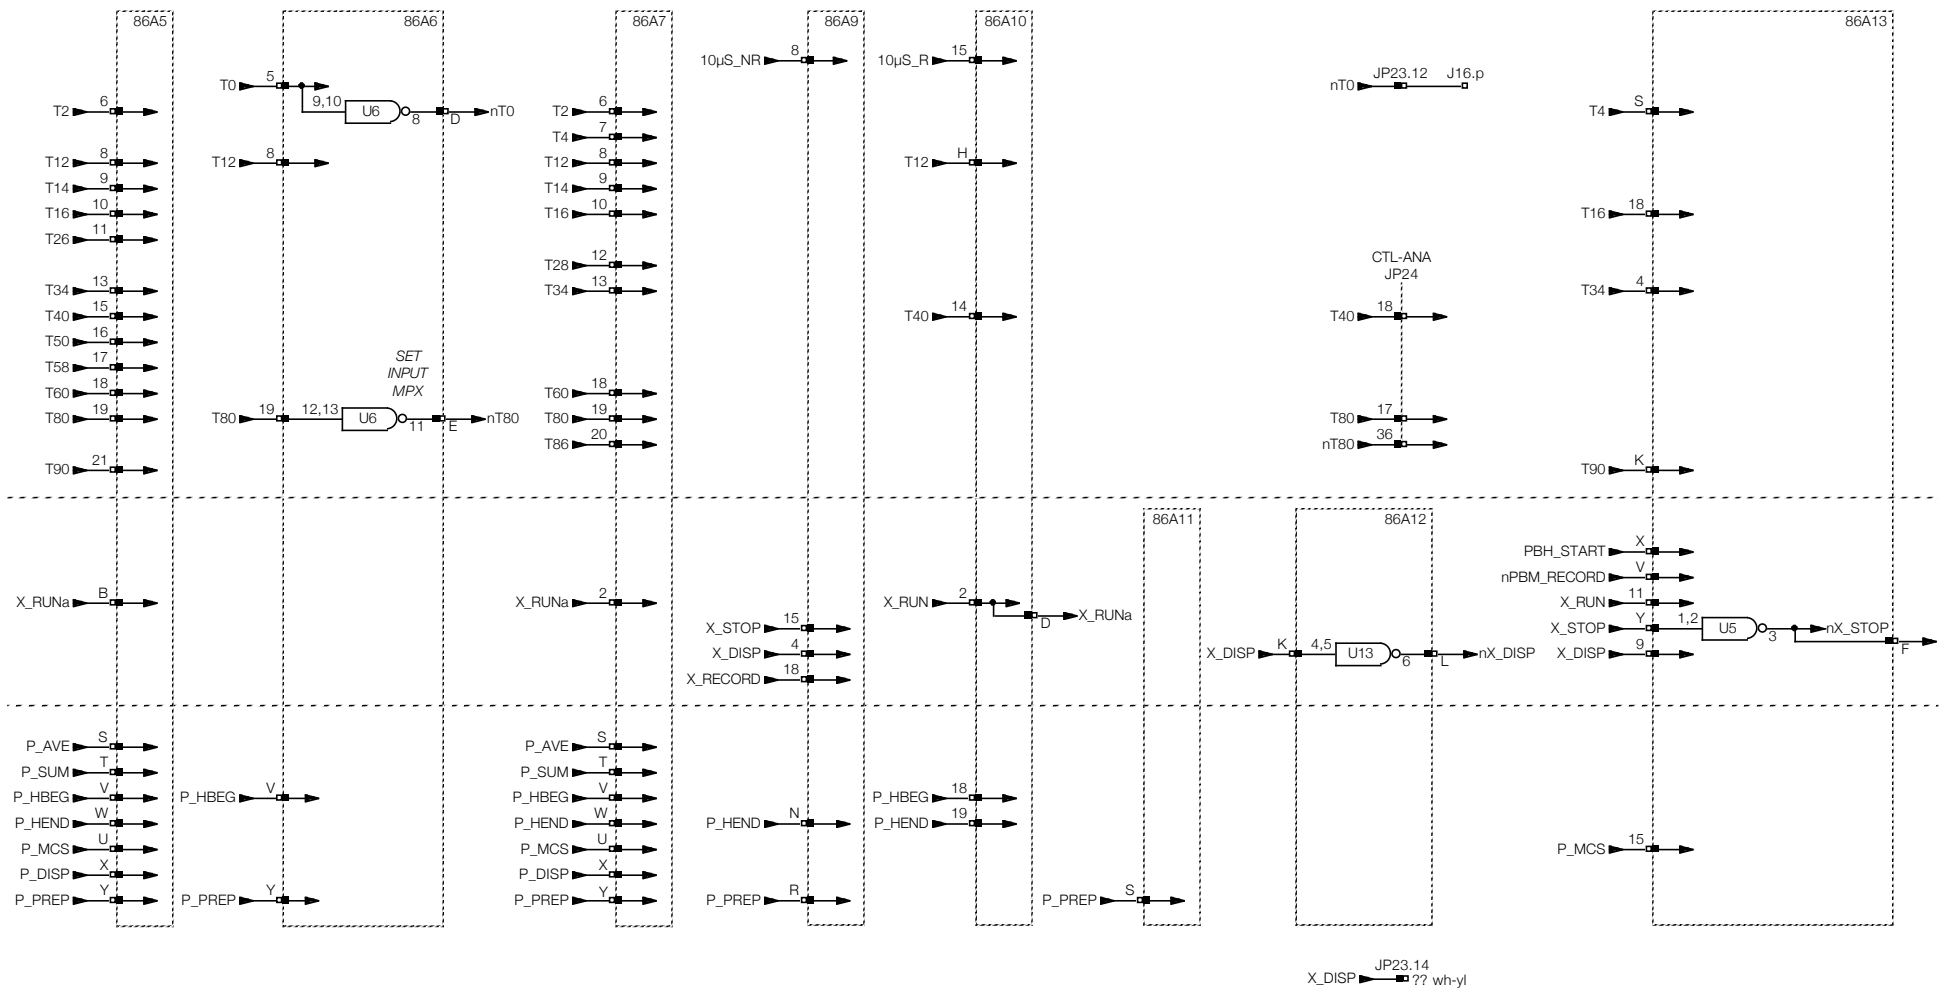 86A5
86A6
86A7
86A9
86A10
86A13
10µS_NR 8
10µS_R 15
T0 5
9,10 U6 8 D nT0
nT0 JP23.12 J16.p
T2 6
T2 6
T4 S
T4 7
T12 8
T12 8
T12 8
T12 H
T14 9
T14 9
T16 10
T16 10
T16 18
T26 11
T28 12
CTL-ANA
JP24
T34 13
T34 13
T34 4
T40 15
T40 14
T40 18
T50 16
SET
INPUT
MPX
T58 17
T60 18
T60 18
T80 19
T80 19 12,13 U6 11 E nT80
T80 19
T80 17
T86 20
nT80 36
T90 21
T90 K
86A11
86A12
PBH_START X
nPBM_RECORD V
X_RUNa B
X_RUNa 2
X_RUN 2 D X_RUNa
X_RUN 11
X_STOP 15
X_STOP Y 1,2 U5 3 nX_STOP F
X_DISP 4
X_DISP K 4,5 U13 6 L nX_DISP
X_DISP 9
X_RECORD 18
P_AVE S
P_AVE S
P_SUM T
P_SUM T
P_HBEG V
P_HBEG V
P_HBEG V
P_HBEG 18
P_HEND W
P_HEND W
P_HEND N
P_HEND 19
P_MCS U
P_MCS U
P_MCS 15
P_DISP X
P_DISP X
P_PREP Y
P_PREP Y
P_PREP Y
P_PREP R
P_PREP S
X_DISP JP23.14 ?? wh-yl